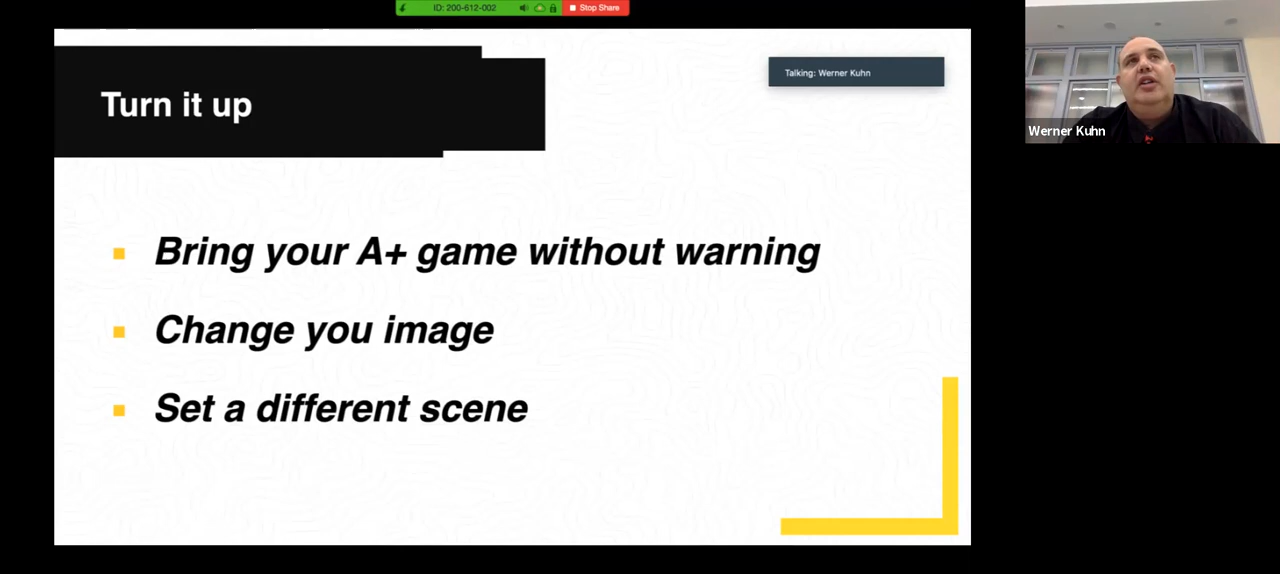 ID: 200-612-002
Stop Share
Turn it up
Talking: Werner Kuhn
Werner Kuhn
Bring your A+ game without warning
Change you image
Set a different scene